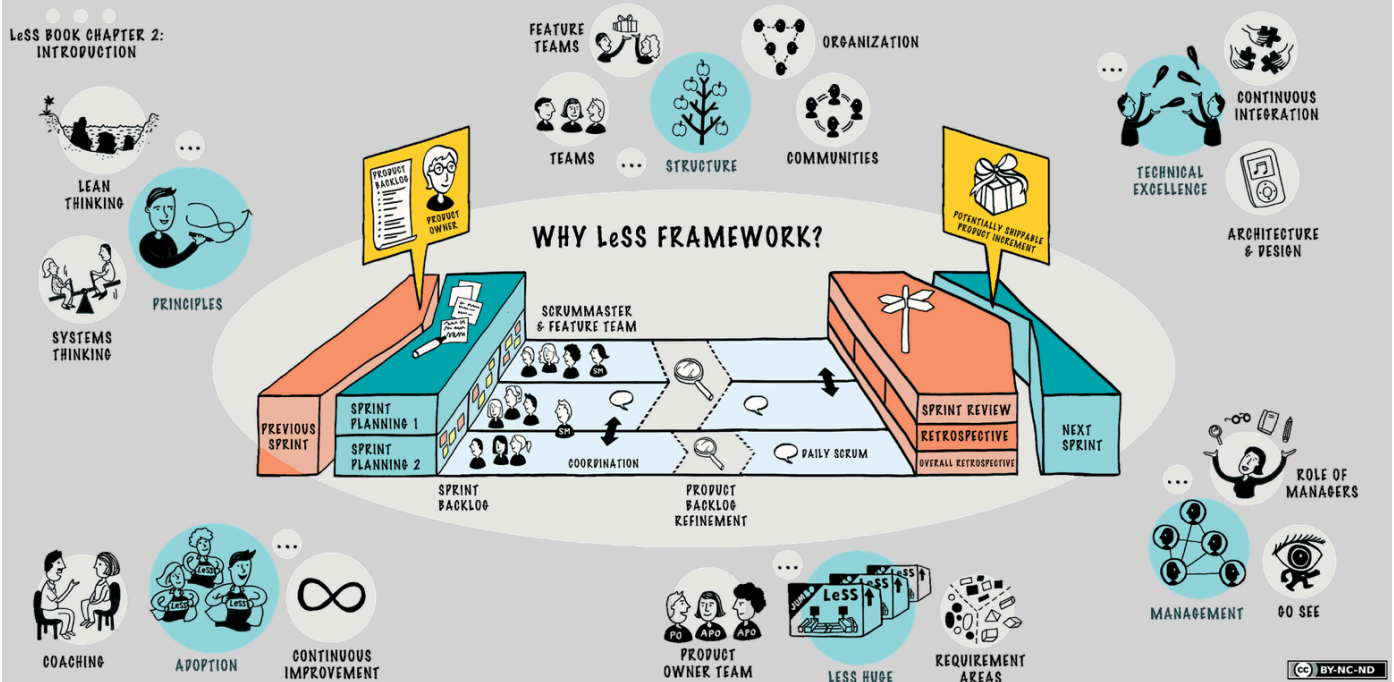 LeSS BOOK CHAPTER 2:
INTRODUCTION
LEAN
THINKING
SYSTEMS
THINKING
PRINCIPLES
FEATURE
TEAMS
ORGANIZATION
TEAMS
STRUCTURE
COMMUNITIES
CONTINUOUS
INTEGRATION
TECHNICAL
EXCELLENCE
ARCHITECTURE
& DESIGN
PRODUCT
BACKLOG
PRODUCT
OWNER
WHY LeSS FRAMEWORK?
POTENTIALLY SHIPPABLE
PRODUCT INCREMENT
SCRUMMASTER
& FEATURE TEAM
SM
SM
PREVIOUS
SPRINT
SPRINT
PLANNING 1
SPRINT
PLANNING 2
COORDINATION
DAILY SCRUM
SPRINT REVIEW
RETROSPECTIVE
OVERALL RETROSPECTIVE
NEXT
SPRINT
SPRINT
BACKLOG
PRODUCT
BACKLOG
REFINEMENT
ROLE OF
MANAGERS
MANAGEMENT
GO SEE
COACHING
LeSS
LeSS
LeSS
ADOPTION
CONTINUOUS
IMPROVEMENT
PO
APO
APO
PRODUCT
OWNER TEAM
JUMBO
LeSS
LeSS
LeSS
LESS HUGE
REQUIREMENT
AREAS
cc BY-NC-ND